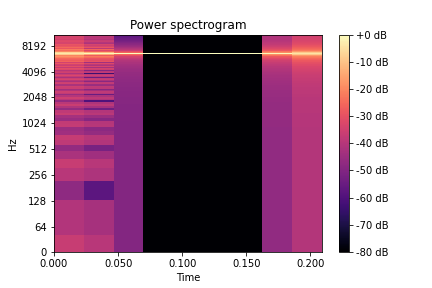 Power spectrogram
8192
4096
2048
1024
512
256
128
64
0
Hz
0.000 0.050 0.100 0.150 0.200
Time
+0 dB
-10 dB
-20 dB
-30 dB
-40 dB
-50 dB
-60 dB
-70 dB
-80 dB